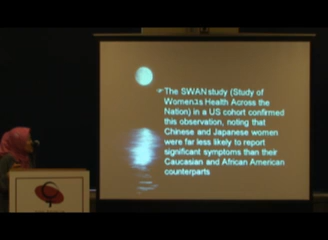 The SWAN study (Study of
Women1s Health Across the
Nation) in a US cohort confirmed
this observation, noting that
Chinese and Japanese women
were far less likely to report
significant symptoms than their
Caucasian and African American
counterparts